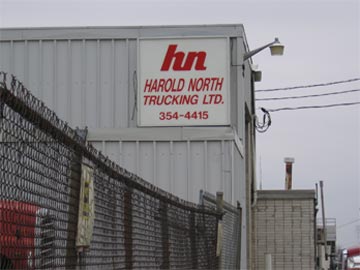 hn
HAROLD NORTH
TRUCKING LTD.
354-4415